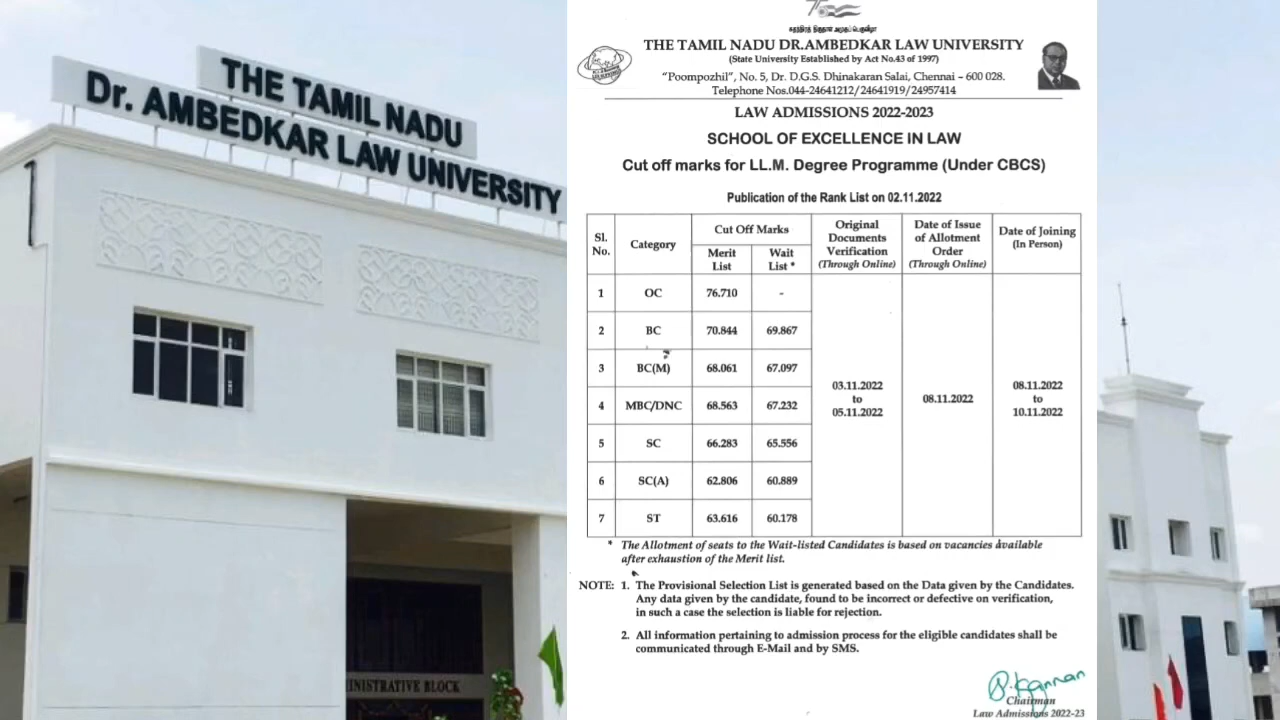 THE TAMIL NADU
Dr. AMBEDKAR LAW UNIVERSITY
INISTRATIVE BLOCK
75
THE TAMIL NADU DR.AMBEDKAR LAW UNIVERSITY
(State University Established by Act No.43 of 1997)
"Poompozhil", No. 5, Dr. D.G.S. Dhinakaran Salai, Chennai – 600 028.
Telephone Nos.044-24641212/24641919/24957414
LAW ADMISSIONS 2022-2023
SCHOOL OF EXCELLENCE IN LAW
Cut off marks for LL.M. Degree Programme (Under CBCS)
Publication of the Rank List on 02.11.2022
Sl. No. Category Cut Off Marks Original Documents Verification (Through Online) Date of Issue of Allotment Order (Through Online) Date of Joining (In Person)
Merit List Wait List *
1 OC 76.710 -
2 BC 70.844 69.867
3 BC(M) 68.061 67.097
4 MBC/DNC 68.563 67.232
5 SC 66.283 65.556
6 SC(A) 62.806 60.889
7 ST 63.616 60.178
03.11.2022 to 05.11.2022
08.11.2022
08.11.2022 to 10.11.2022
* The Allotment of seats to the Wait-listed Candidates is based on vacancies available
after exhaustion of the Merit list.
NOTE: 1. The Provisional Selection List is generated based on the Data given by the Candidates.
Any data given by the candidate, found to be incorrect or defective on verification,
in such a case the selection is liable for rejection.
2. All information pertaining to admission process for the eligible candidates shall be
communicated through E-Mail and by SMS.
P. Kannan
Chairman
Law Admissions 2022-23